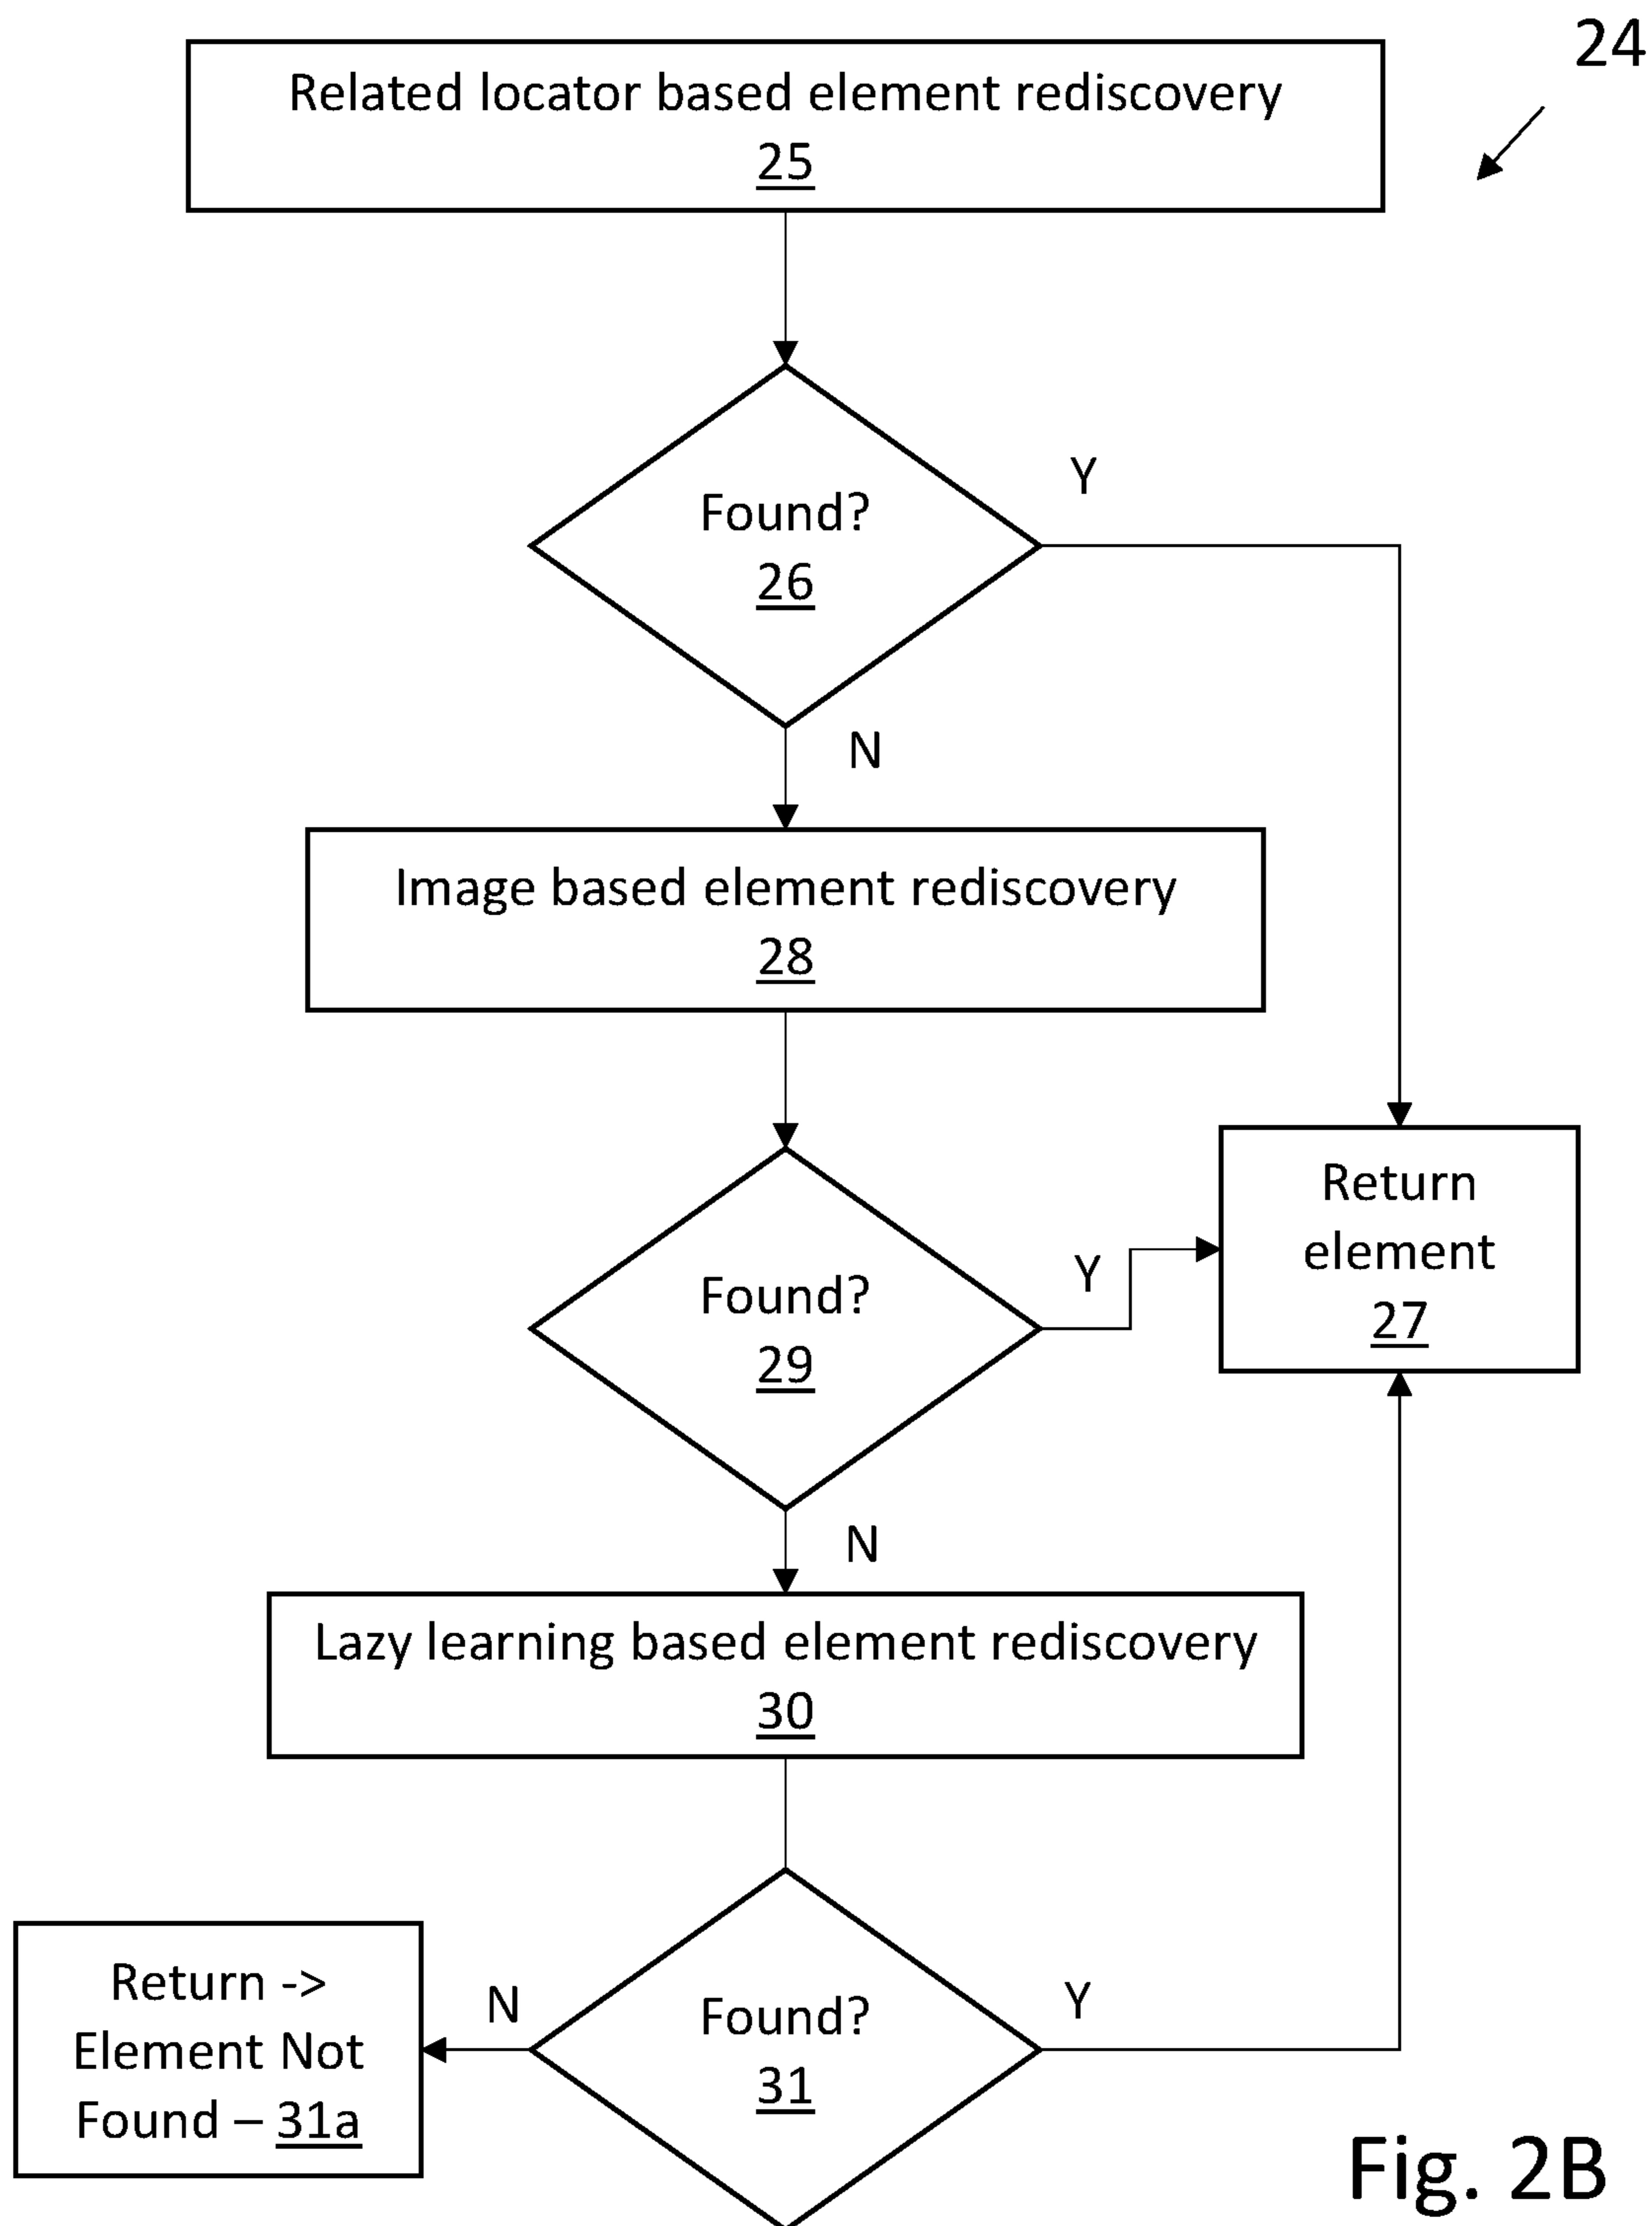 24
Related locator based element rediscovery
25
Found?
26
Y
N
Image based element rediscovery
28
Found?
29
Y
N
Return
element
27
Lazy learning based element rediscovery
30
Found?
31
Y
N
Return ->
Element Not
Found – 31a
Fig. 2B